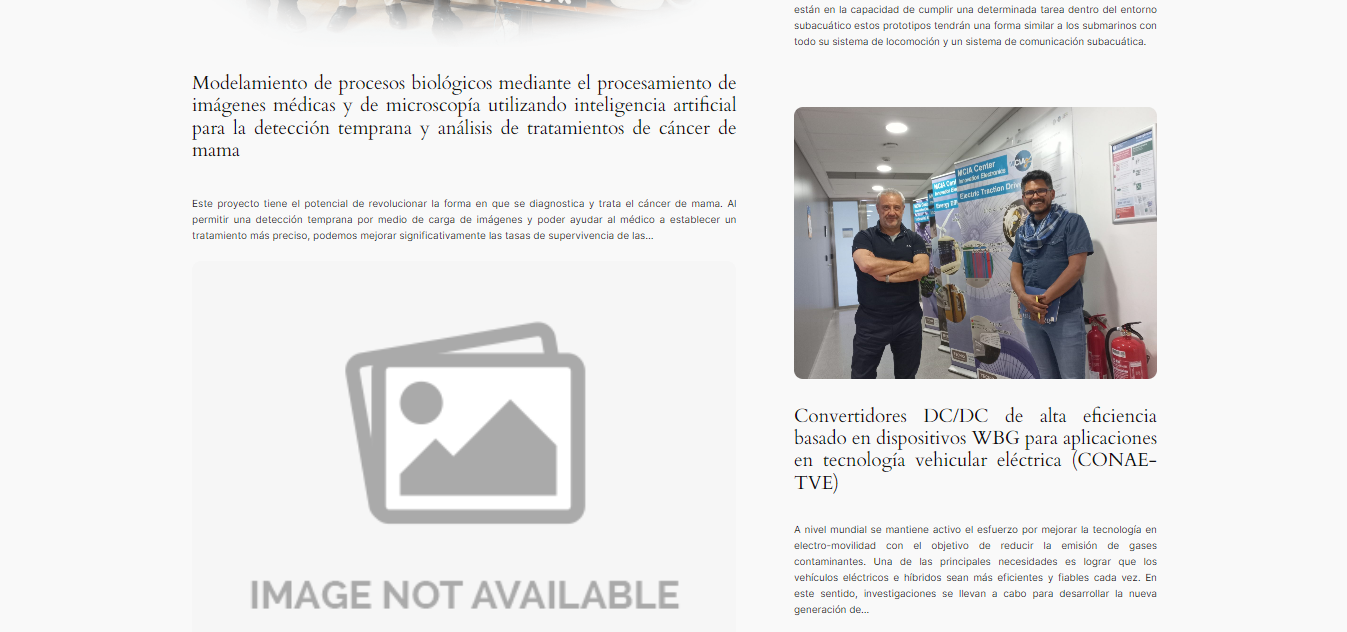 Modelamiento de procesos biológicos mediante el procesamiento de
imágenes médicas y de microscopía utilizando inteligencia artificial
para la detección temprana y análisis de tratamientos de cáncer de
mama
Este proyecto tiene el potencial de revolucionar la forma en que se diagnostica y trata el cáncer de mama. Al
permitir una detección temprana por medio de carga de imágenes y poder ayudar al médico a establecer un
tratamiento más preciso, podemos mejorar significativamente las tasas de supervivencia de las...
IMAGE NOT AVAILABLE
están en la capacidad de cumplir una determinada tarea dentro del entorno
subacuático estos prototipos tendrán una forma similar a los submarinos con
todo su sistema de locomoción y un sistema de comunicación subacuática.
MCIA Center
Innovation Electronics
Electric Traction Drives
MCIA
Convertidores DC/DC de alta eficiencia
basado en dispositivos WBG para aplicaciones
en tecnología vehicular eléctrica (CONAE-
TVE)
A nivel mundial se mantiene activo el esfuerzo por mejorar la tecnología en
electro-movilidad con el objetivo de reducir la emisión de gases
contaminantes. Una de las principales necesidades es lograr que los
vehículos eléctricos e híbridos sean más eficientes y fiables cada vez. En
este sentido, investigaciones se llevan a cabo para desarrollar la nueva
generación de...